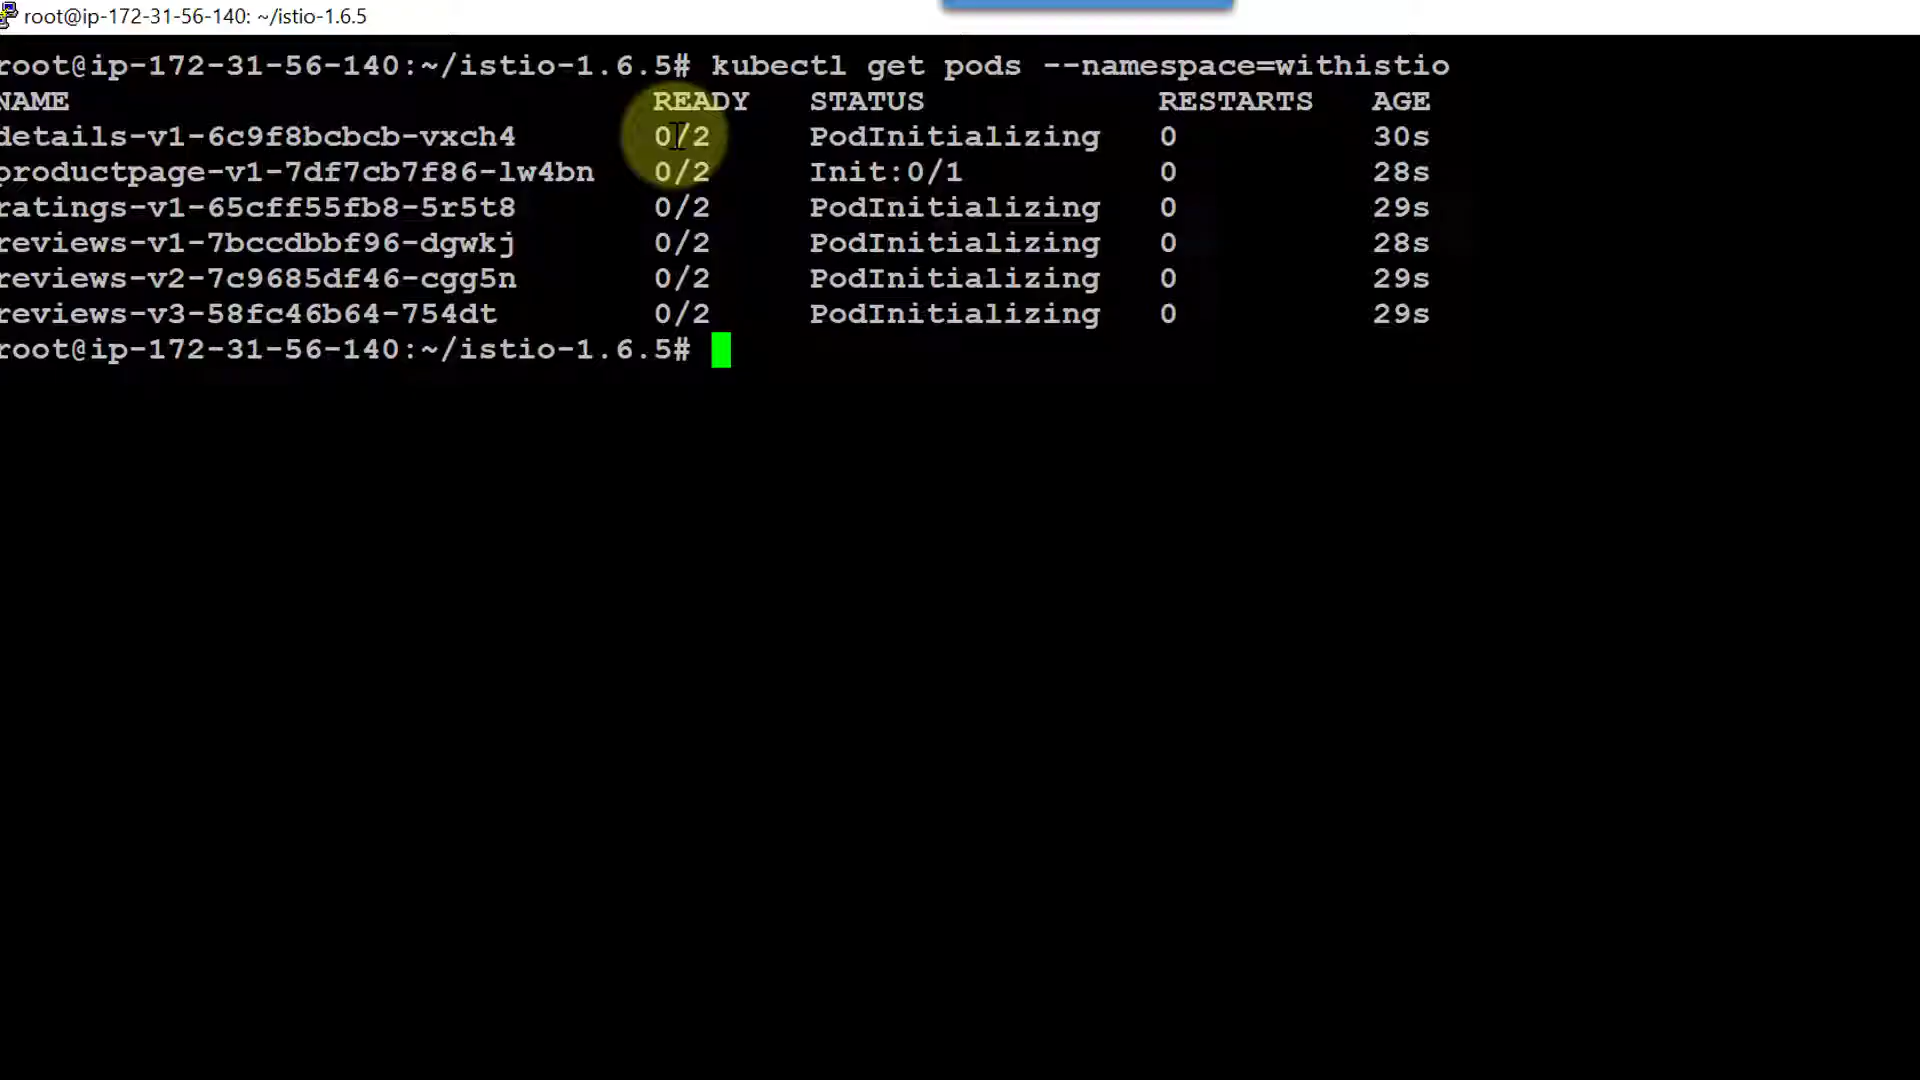 root@ip-172-31-56-140: ~/istio-1.6.5
root@ip-172-31-56-140:~/istio-1.6.5# kubectl get pods --namespace=withistio
NAME READY STATUS RESTARTS AGE
details-v1-6c9f8bcbcb-vxch4 0/2 PodInitializing 0 30s
productpage-v1-7df7cb7f86-lw4bn 0/2 Init:0/1 0 28s
ratings-v1-65cff55fb8-5r5t8 0/2 PodInitializing 0 29s
reviews-v1-7bccdbbf96-dgwkj 0/2 PodInitializing 0 28s
reviews-v2-7c9685df46-cgg5n 0/2 PodInitializing 0 29s
reviews-v3-58fc46b64-754dt 0/2 PodInitializing 0 29s
root@ip-172-31-56-140:~/istio-1.6.5#